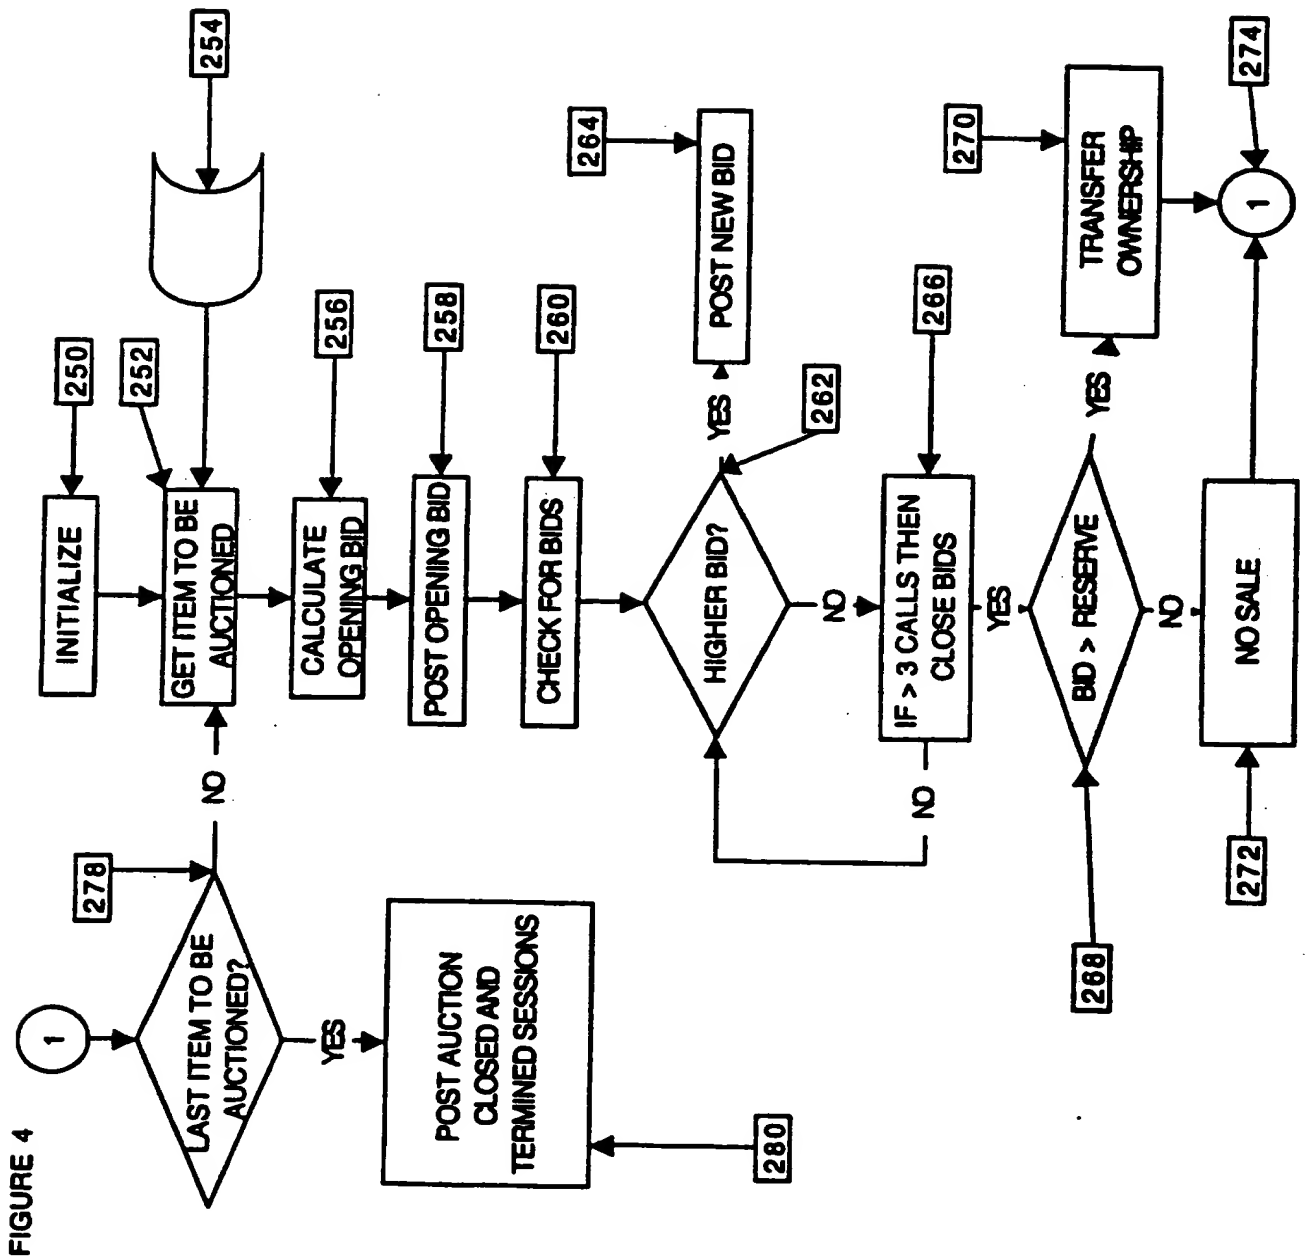 FIGURE 4
1
278
LAST ITEM TO BE
AUCTIONED?
NO
YES
POST AUCTION
CLOSED AND
TERMINED SESSIONS
280
250
INITIALIZE
252
254
GET ITEM TO BE
AUCTIONED
256
CALCULATE
OPENING BID
258
POST OPENING BID
260
CHECK FOR BIDS
262
HIGHER BID?
YES
264
POST NEW BID
NO
266
IF > 3 CALLS THEN
CLOSE BIDS
NO
YES
268
BID > RESERVE
YES
270
TRANSFER
OWNERSHIP
NO
272
NO SALE
274
1